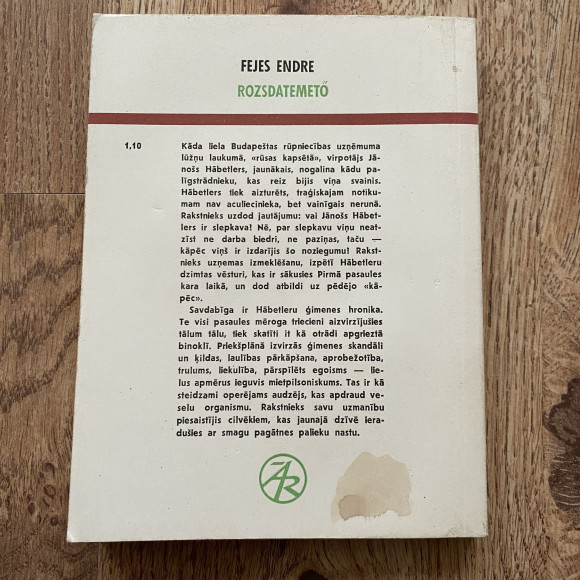 FEJES ENDRE
ROZSDATEMETŐ
1,10
Kāda liela Budapeštas rūpniecības uzņēmuma
lūžņu laukumā, «rūsas kapsētā», virpotājs Jā-
nošs Hābetlers, jaunākais, nogalina kādu pa-
līgstrādnieku, kas reiz bijis viņa svainis.
Hābetlers tiek aizturēts, traģiskajam notiku-
mam nav aculiecinieka, bet vainīgais nerunā.
Rakstnieks uzdod jautājumu: vai Jānošs Hābet-
lers ir slepkava! Nē, par slepkavu viņu neat-
zīst ne darba biedri, ne paziņas, taču —
kāpēc viņš ir izdarījis šo noziegumu! Rakst-
nieks uzņemas izmeklēšanu, izpētī Hābetleru
dzimtas vēsturi, kas ir sākusies Pirmā pasaules
kara laikā, un dod atbildi uz pēdējo «kā-
pēc».
Savdabīga ir Hābetleru ģimenes hronika.
Te visi pasaules mēroga triecieni aizvirzījušies
tālum tālu, tiek skatīti it kā otrādi apgrieztā
binoklī. Priekšplānā izvirzās ģimenes skandāli
un ķildas, laulības pārkāpšana, aprobežotība,
trulums, liekulība, pārspīlēts egoisms — lie-
lus apmērus ieguvis mietpilsoniskums. Tas ir kā
steidzami operējams audzējs, kas apdraud ve-
selu organismu. Rakstnieks savu uzmanību
piesaistījis cilvēkiem, kas jaunajā dzīvē iera-
dušies ar smagu pagātnes palieku nastu.